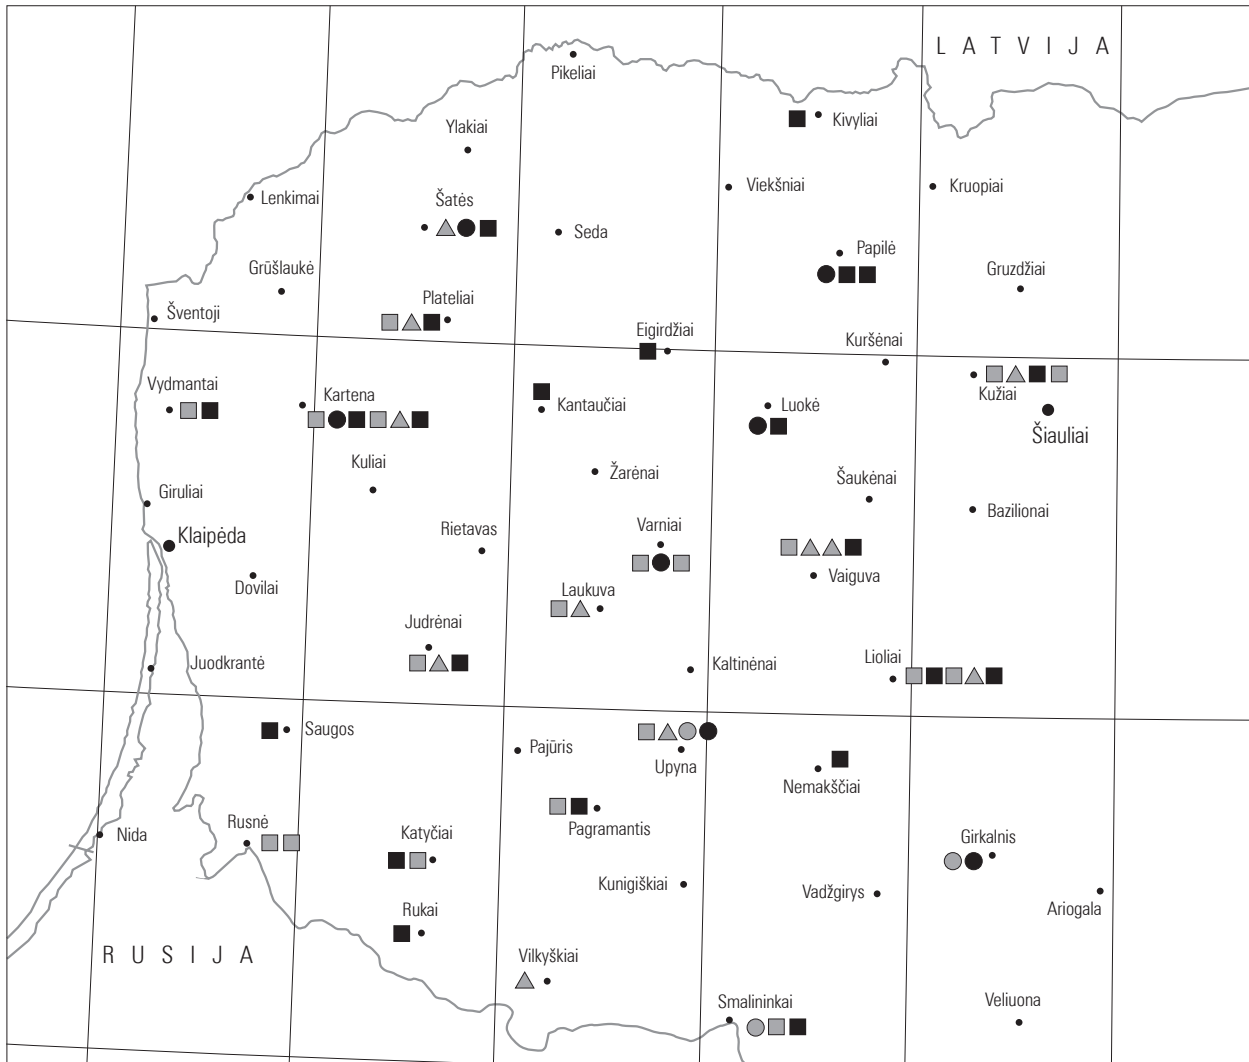 L A T V I J A
Pikeliai
Kivyliai
Ylakiai
Viekšniai
Kruopiai
Lenkimai
Šatės
Seda
Papilė
Grūšlaukė
Gruzdžiai
Plateliai
Šventoji
Eigirdžiai
Kuršėnai
Vydmantai
Kartena
Kantaučiai
Luokė
Kužiai
Šiauliai
Kuliai
Žarėnai
Šaukėnai
Giruliai
Bazilionai
Klaipėda
Rietavas
Varniai
Dovilai
Laukuva
Vaiguva
Judrėnai
Juodkrantė
Kaltinėnai
Lioliai
Saugos
Pajūris
Upyna
Nemakščiai
Nida
Rusnė
Katyčiai
Pagramantis
Girkalnis
Kunigiškiai
Vadžgirys
Ariogala
Rukai
R U S I J A
Vilkyškiai
Smalininkai
Veliuona